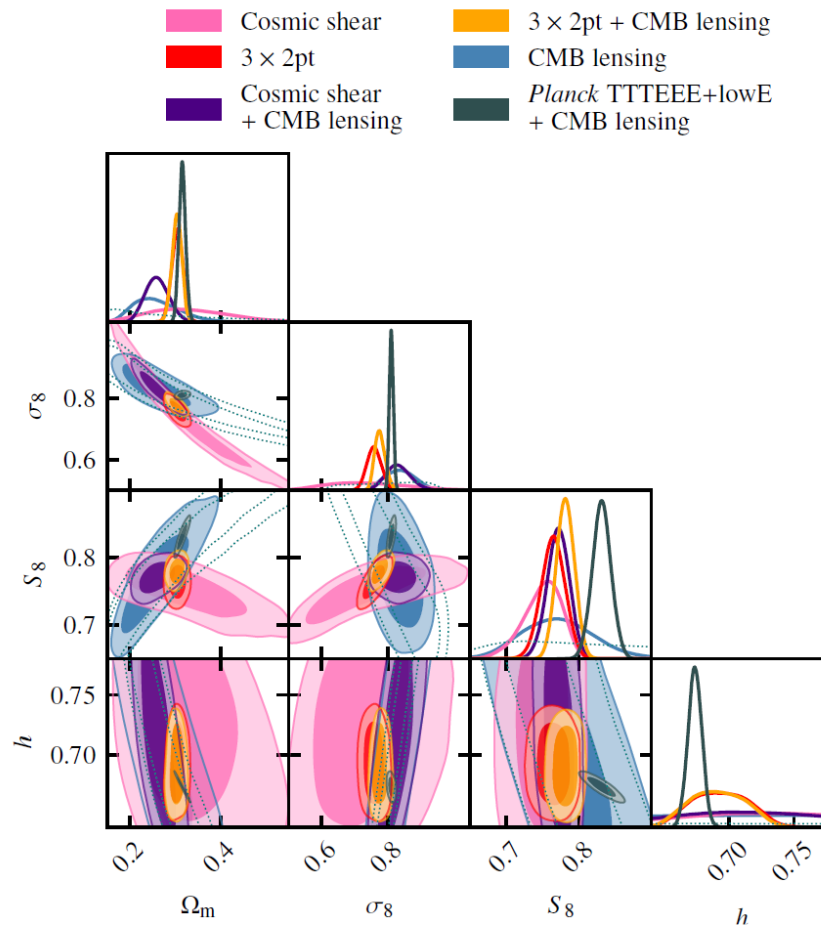 Cosmic shear
3 × 2pt
Cosmic shear
+ CMB lensing
3 × 2pt + CMB lensing
CMB lensing
Planck TTTEEE+lowE
+ CMB lensing
σ8
0.8
0.6
S8
0.8
0.7
h
0.75
0.70
0.2 0.4 0.6 0.8 0.7 0.8 0.70 0.75
Ωm σ8 S8 h